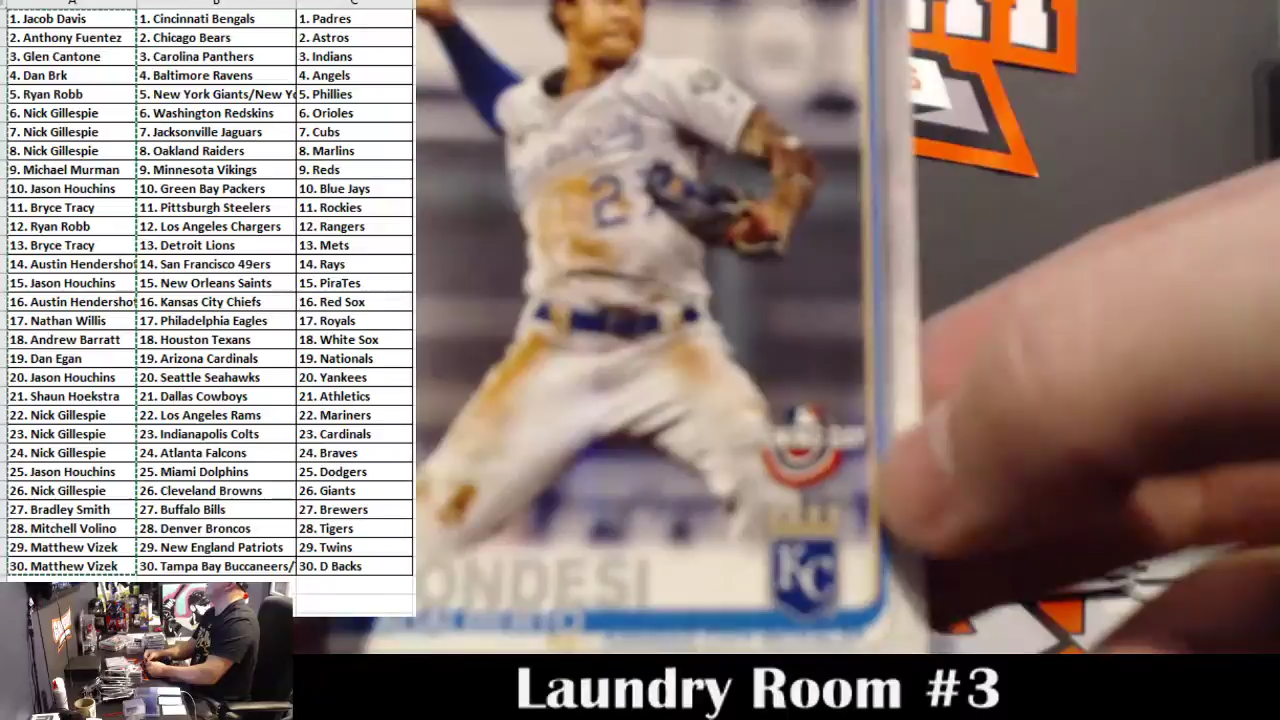 A B C
1. Jacob Davis 1. Cincinnati Bengals 1. Padres
2. Anthony Fuentez 2. Chicago Bears 2. Astros
3. Glen Cantone 3. Carolina Panthers 3. Indians
4. Dan Brk 4. Baltimore Ravens 4. Angels
5. Ryan Robb 5. New York Giants/New Yo 5. Phillies
6. Nick Gillespie 6. Washington Redskins 6. Orioles
7. Nick Gillespie 7. Jacksonville Jaguars 7. Cubs
8. Nick Gillespie 8. Oakland Raiders 8. Marlins
9. Michael Murman 9. Minnesota Vikings 9. Reds
10. Jason Houchins 10. Green Bay Packers 10. Blue Jays
11. Bryce Tracy 11. Pittsburgh Steelers 11. Rockies
12. Ryan Robb 12. Los Angeles Chargers 12. Rangers
13. Bryce Tracy 13. Detroit Lions 13. Mets
14. Austin Hendershot 14. San Francisco 49ers 14. Rays
15. Jason Houchins 15. New Orleans Saints 15. PiraTes
16. Austin Hendershot 16. Kansas City Chiefs 16. Red Sox
17. Nathan Willis 17. Philadelphia Eagles 17. Royals
18. Andrew Barratt 18. Houston Texans 18. White Sox
19. Dan Egan 19. Arizona Cardinals 19. Nationals
20. Jason Houchins 20. Seattle Seahawks 20. Yankees
21. Shaun Hoekstra 21. Dallas Cowboys 21. Athletics
22. Nick Gillespie 22. Los Angeles Rams 22. Mariners
23. Nick Gillespie 23. Indianapolis Colts 23. Cardinals
24. Nick Gillespie 24. Atlanta Falcons 24. Braves
25. Jason Houchins 25. Miami Dolphins 25. Dodgers
26. Nick Gillespie 26. Cleveland Browns 26. Giants
27. Bradley Smith 27. Buffalo Bills 27. Brewers
28. Mitchell Volino 28. Denver Broncos 28. Tigers
29. Matthew Vizek 29. New England Patriots 29. Twins
30. Matthew Vizek 30. Tampa Bay Buccaneers/ 30. D Backs
27
ONDESI
KC
Laundry Room #3